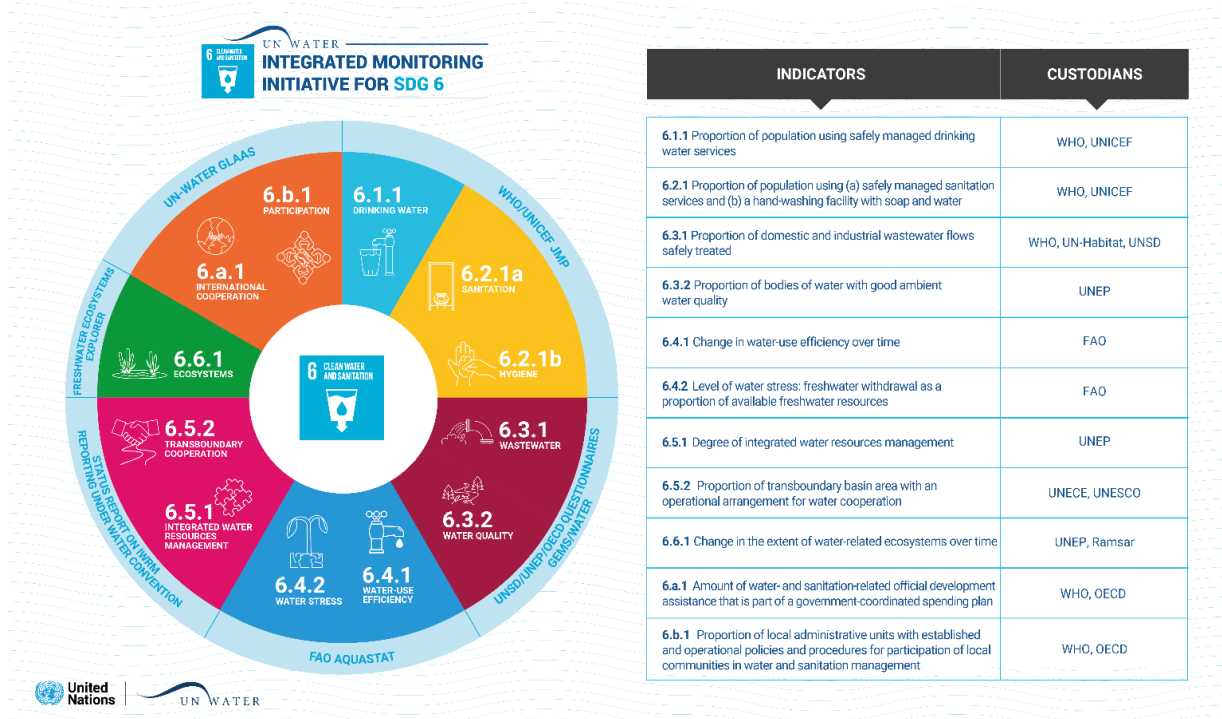 UN WATER
6 CLEAN WATER
AND SANITATION
INTEGRATED MONITORING
INITIATIVE FOR SDG 6
UN-WATER GLAAS
WHO/UNICEF JMP
UNSD/UNEP/OECD QUESTIONNAIRES
GEMS/WATER
FAO AQUASTAT
STATUS REPORT ON IWRM
REPORTING UNDER WATER CONVENTION
FRESHWATER ECOSYSTEMS
EXPLORER
6.b.1
PARTICIPATION
6.1.1
DRINKING WATER
6.a.1
INTERNATIONAL
COOPERATION
6.2.1a
SANITATION
6.2.1b
HYGIENE
6.6.1
ECOSYSTEMS
6 CLEAN WATER
AND SANITATION
6.5.2
TRANSBOUNDARY
COOPERATION
6.3.1
WASTEWATER
6.5.1
INTEGRATED WATER
RESOURCES
MANAGEMENT
6.3.2
WATER QUALITY
6.4.2
WATER STRESS
6.4.1
WATER-USE
EFFICIENCY
United
Nations
UN WATER
INDICATORS
CUSTODIANS
6.1.1 Proportion of population using safely managed drinking
water services
WHO, UNICEF
6.2.1 Proportion of population using (a) safely managed sanitation
services and (b) a hand-washing facility with soap and water
WHO, UNICEF
6.3.1 Proportion of domestic and industrial wastewater flows
safely treated
WHO, UN-Habitat, UNSD
6.3.2 Proportion of bodies of water with good ambient
water quality
UNEP
6.4.1 Change in water-use efficiency over time
FAO
6.4.2 Level of water stress: freshwater withdrawal as a
proportion of available freshwater resources
FAO
6.5.1 Degree of integrated water resources management
UNEP
6.5.2 Proportion of transboundary basin area with an
operational arrangement for water cooperation
UNECE, UNESCO
6.6.1 Change in the extent of water-related ecosystems over time
UNEP, Ramsar
6.a.1 Amount of water- and sanitation-related official development
assistance that is part of a government-coordinated spending plan
WHO, OECD
6.b.1 Proportion of local administrative units with established
and operational policies and procedures for participation of local
communities in water and sanitation management
WHO, OECD